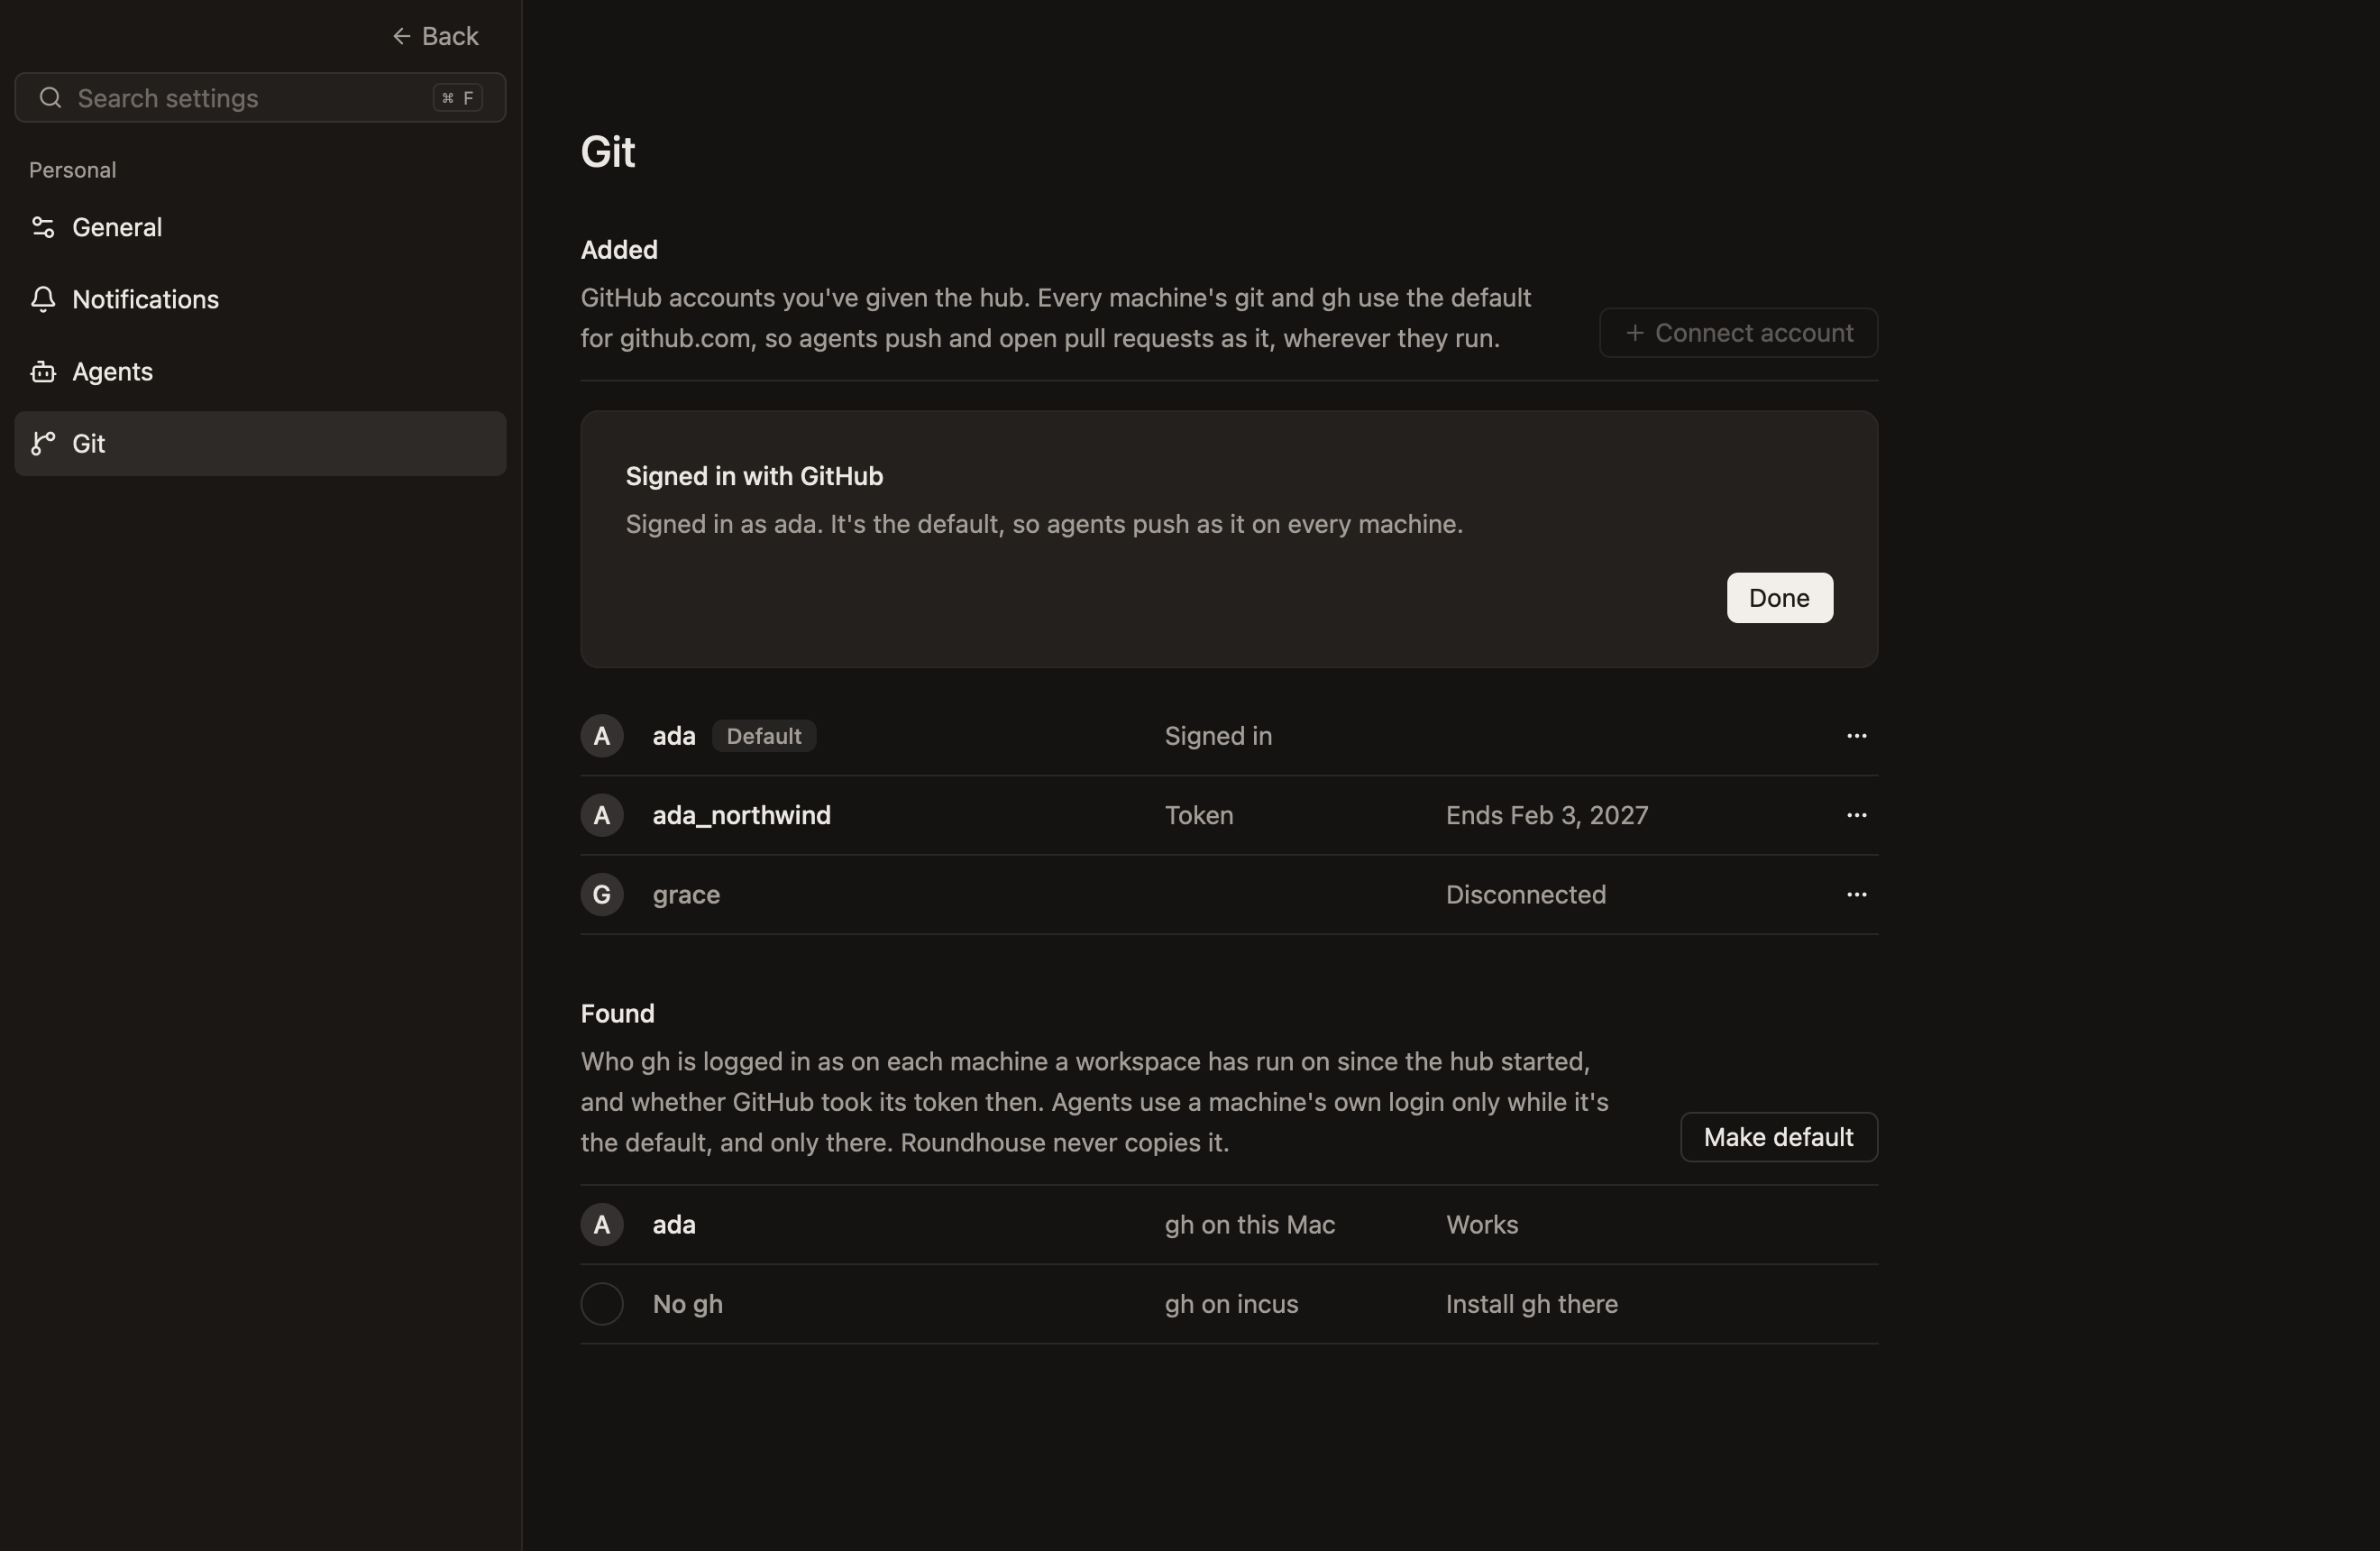 ← Back
Search settings
⌘ F
Personal
General
Notifications
Agents
Git
Git
Added
GitHub accounts you've given the hub. Every machine's git and gh use the default
for github.com, so agents push and open pull requests as it, wherever they run.
+ Connect account
Signed in with GitHub
Signed in as ada. It's the default, so agents push as it on every machine.
Done
A ada Default Signed in ···
A ada_northwind Token Ends Feb 3, 2027 ···
G grace Disconnected ···
Found
Who gh is logged in as on each machine a workspace has run on since the hub started,
and whether GitHub took its token then. Agents use a machine's own login only while it's
the default, and only there. Roundhouse never copies it.
Make default
A ada gh on this Mac Works
No gh gh on incus Install gh there